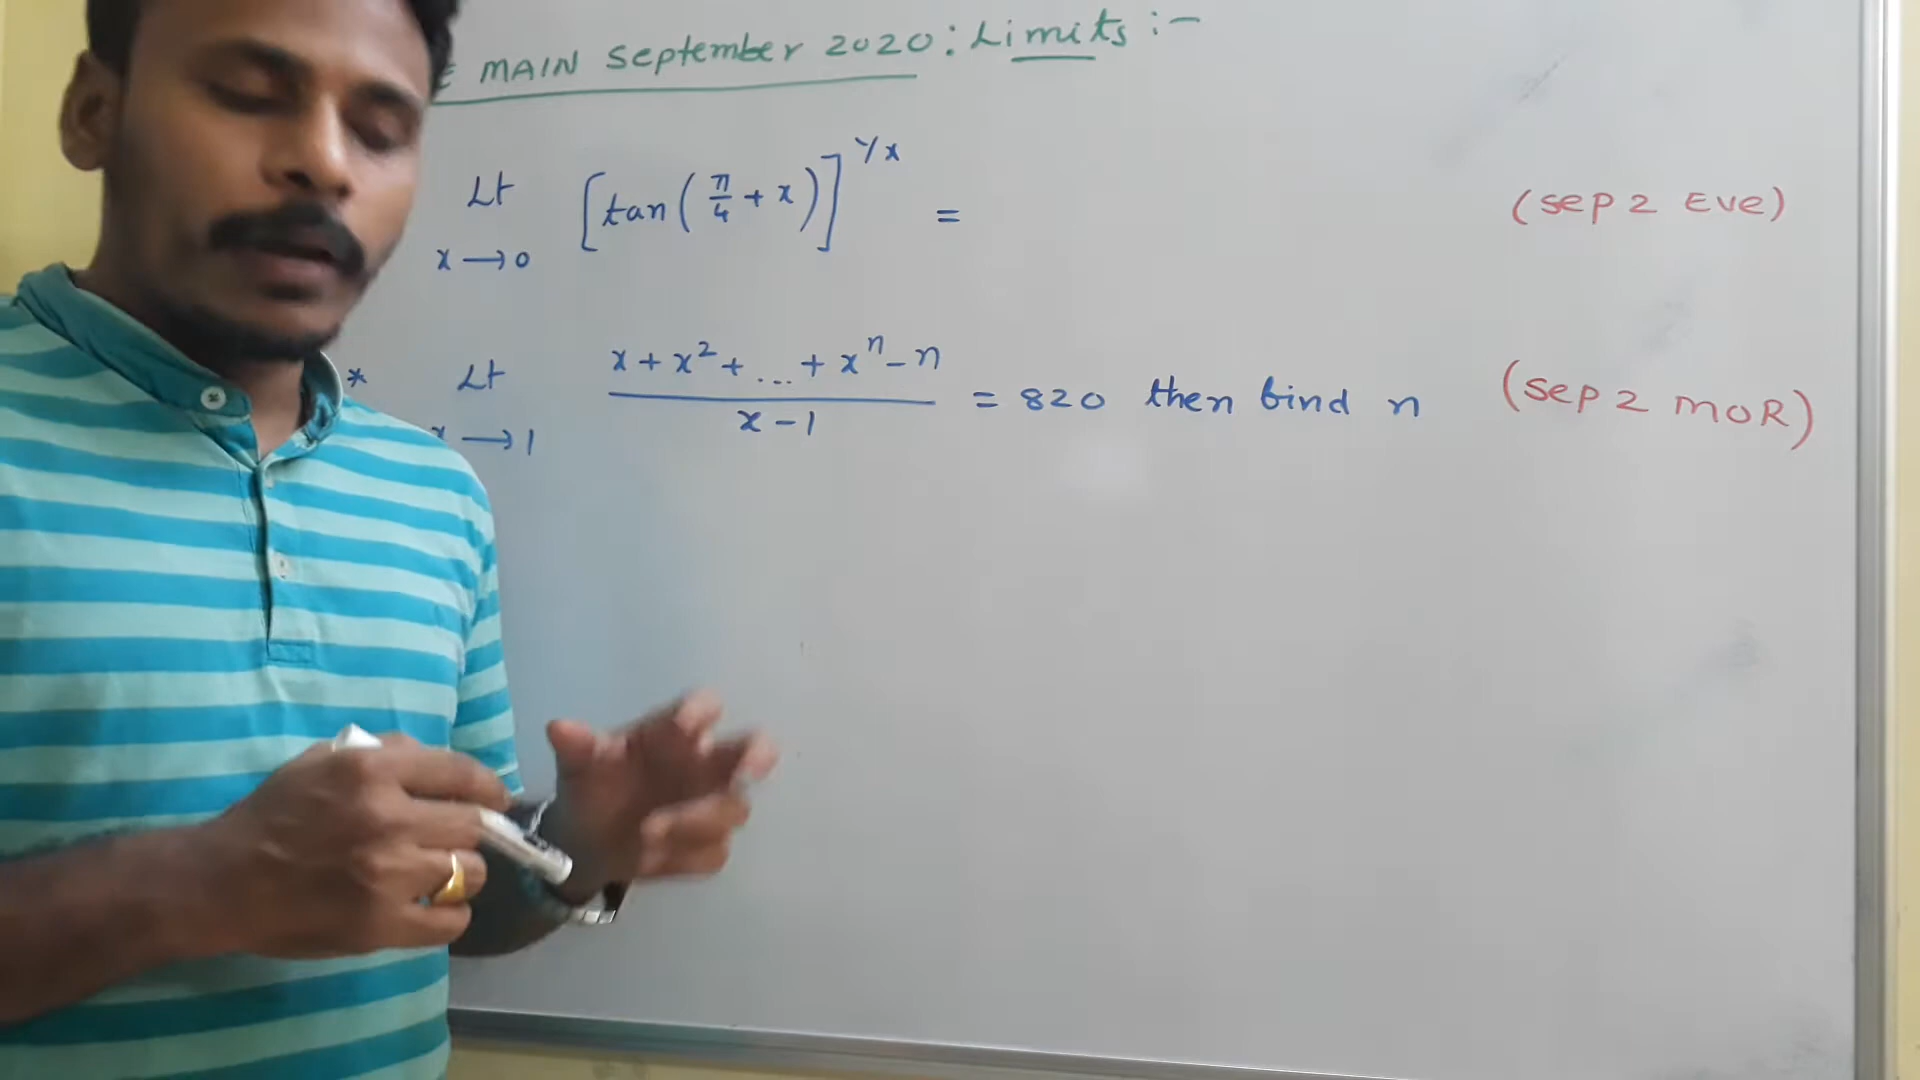 E MAIN September 2020: Limits :-
Lt x→0 [tan(π/4 + x)]^1/x = (Sep 2 Eve)
* Lt x→1 (x + x² + ... + xⁿ - n)/(x - 1) = 820 then find n (Sep 2 MOR)